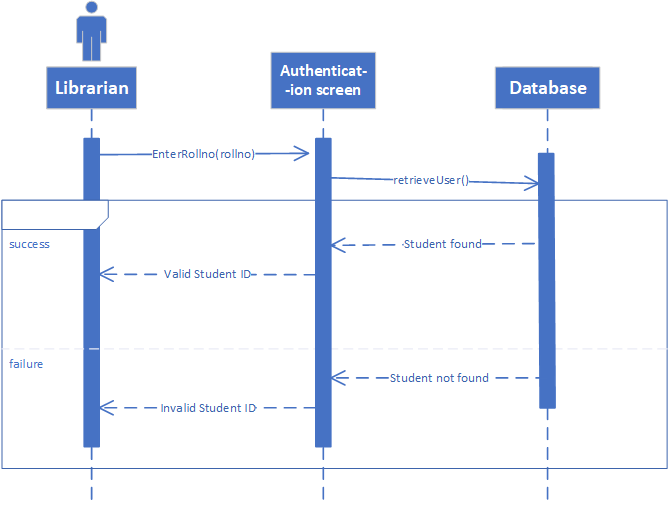 Librarian
Authenticat-
-ion screen
Database
EnterRollno(rollno)
retrieveUser()
success
Student found
Valid Student ID
failure
Student not found
Invalid Student ID